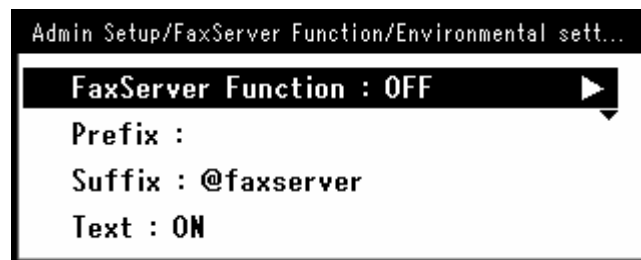 Admin Setup/FaxServer Function/Environmental sett...
FaxServer Function : OFF
Prefix :
Suffix : @faxserver
Text : ON